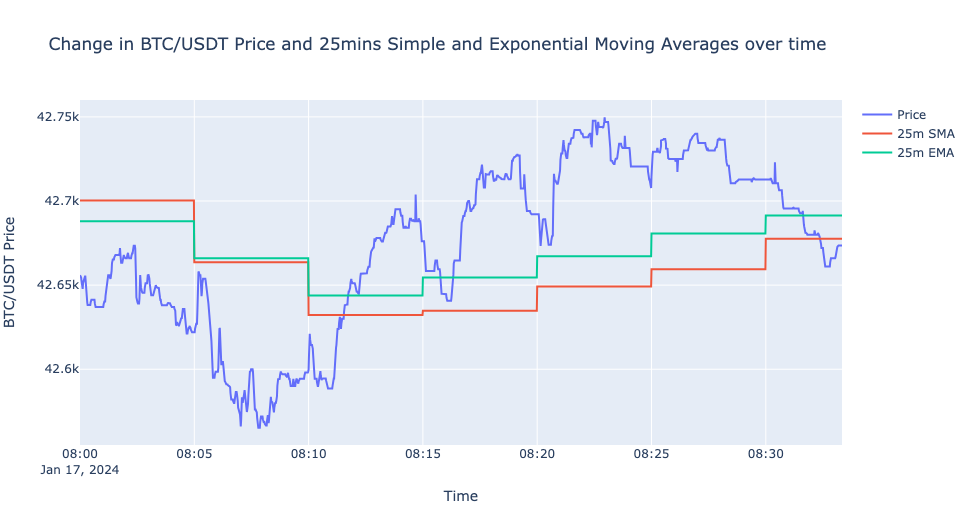 Change in BTC/USDT Price and 25mins Simple and Exponential Moving Averages over time
42.75k
42.7k
42.65k
42.6k
BTC/USDT Price
08:00 08:05 08:10 08:15 08:20 08:25 08:30
Jan 17, 2024
Time
Price
25m SMA
25m EMA